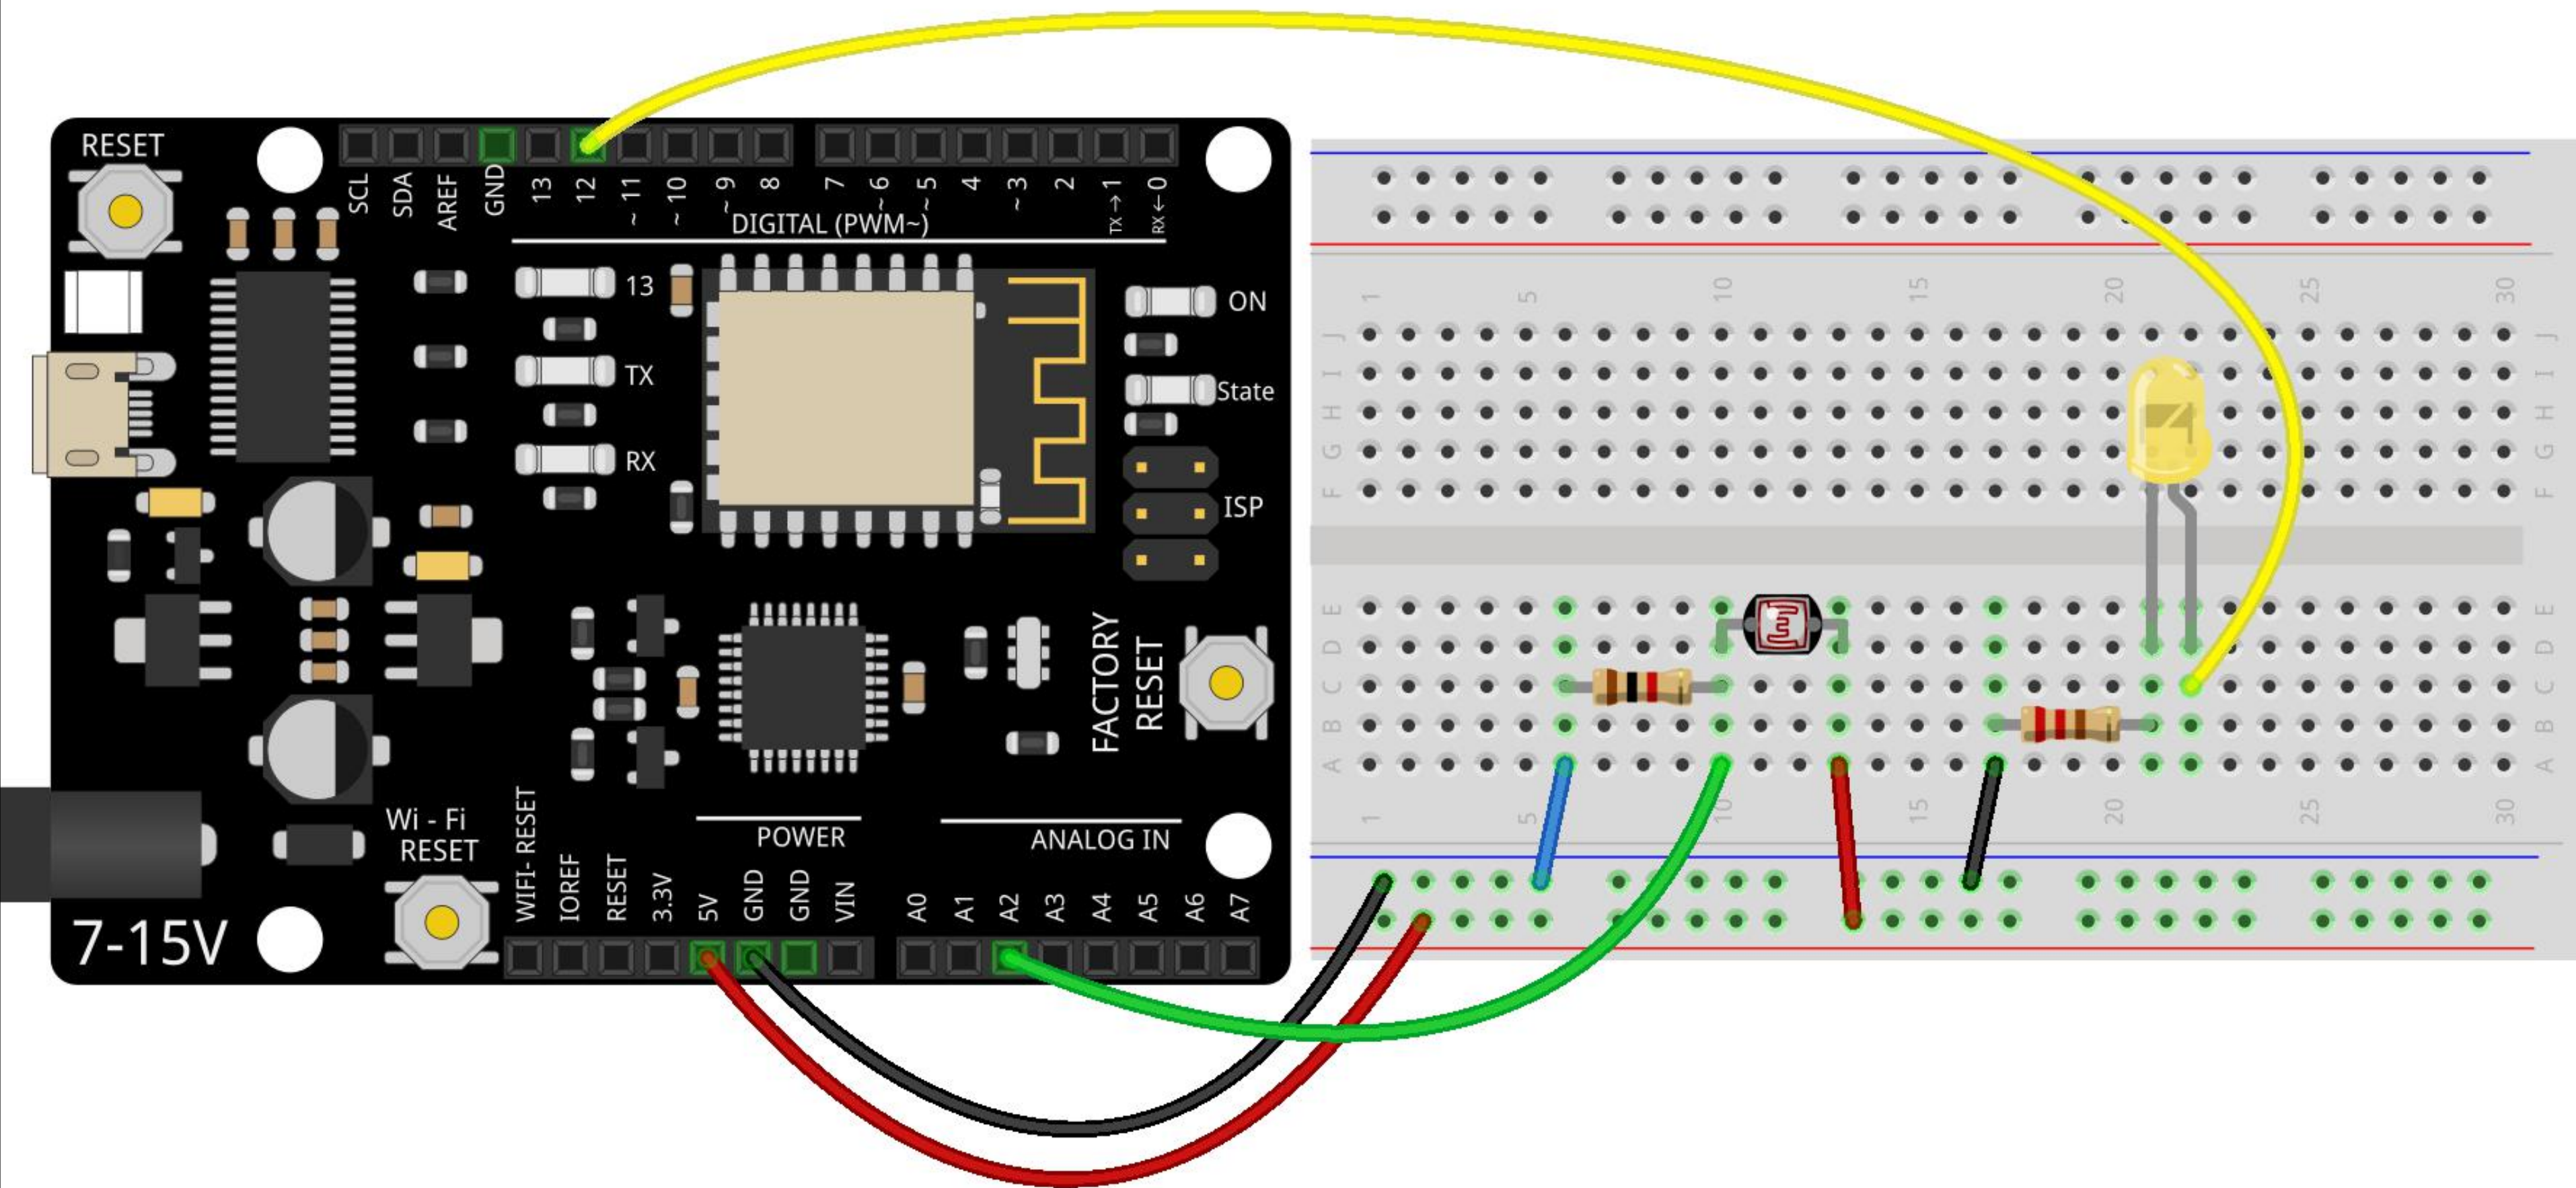 RESET
SCL
SDA
AREF
GND
13
12
~ 11
~ 10
~ 9
8
7
~ 6
~ 5
4
~ 3
2
TX → 1
RX ← 0
DIGITAL (PWM~)
13
TX
RX
ON
State
ISP
FACTORY
RESET
Wi - Fi
RESET
7-15V
WIFI- RESET
IOREF
RESET
3.3V
5V
GND
GND
VIN
POWER
ANALOG IN
A0
A1
A2
A3
A4
A5
A6
A7
1 5 10 15 20 25 30
J J
I I
H H
G G
F F
E E
D D
C C
B B
A A
1 5 10 15 20 25 30